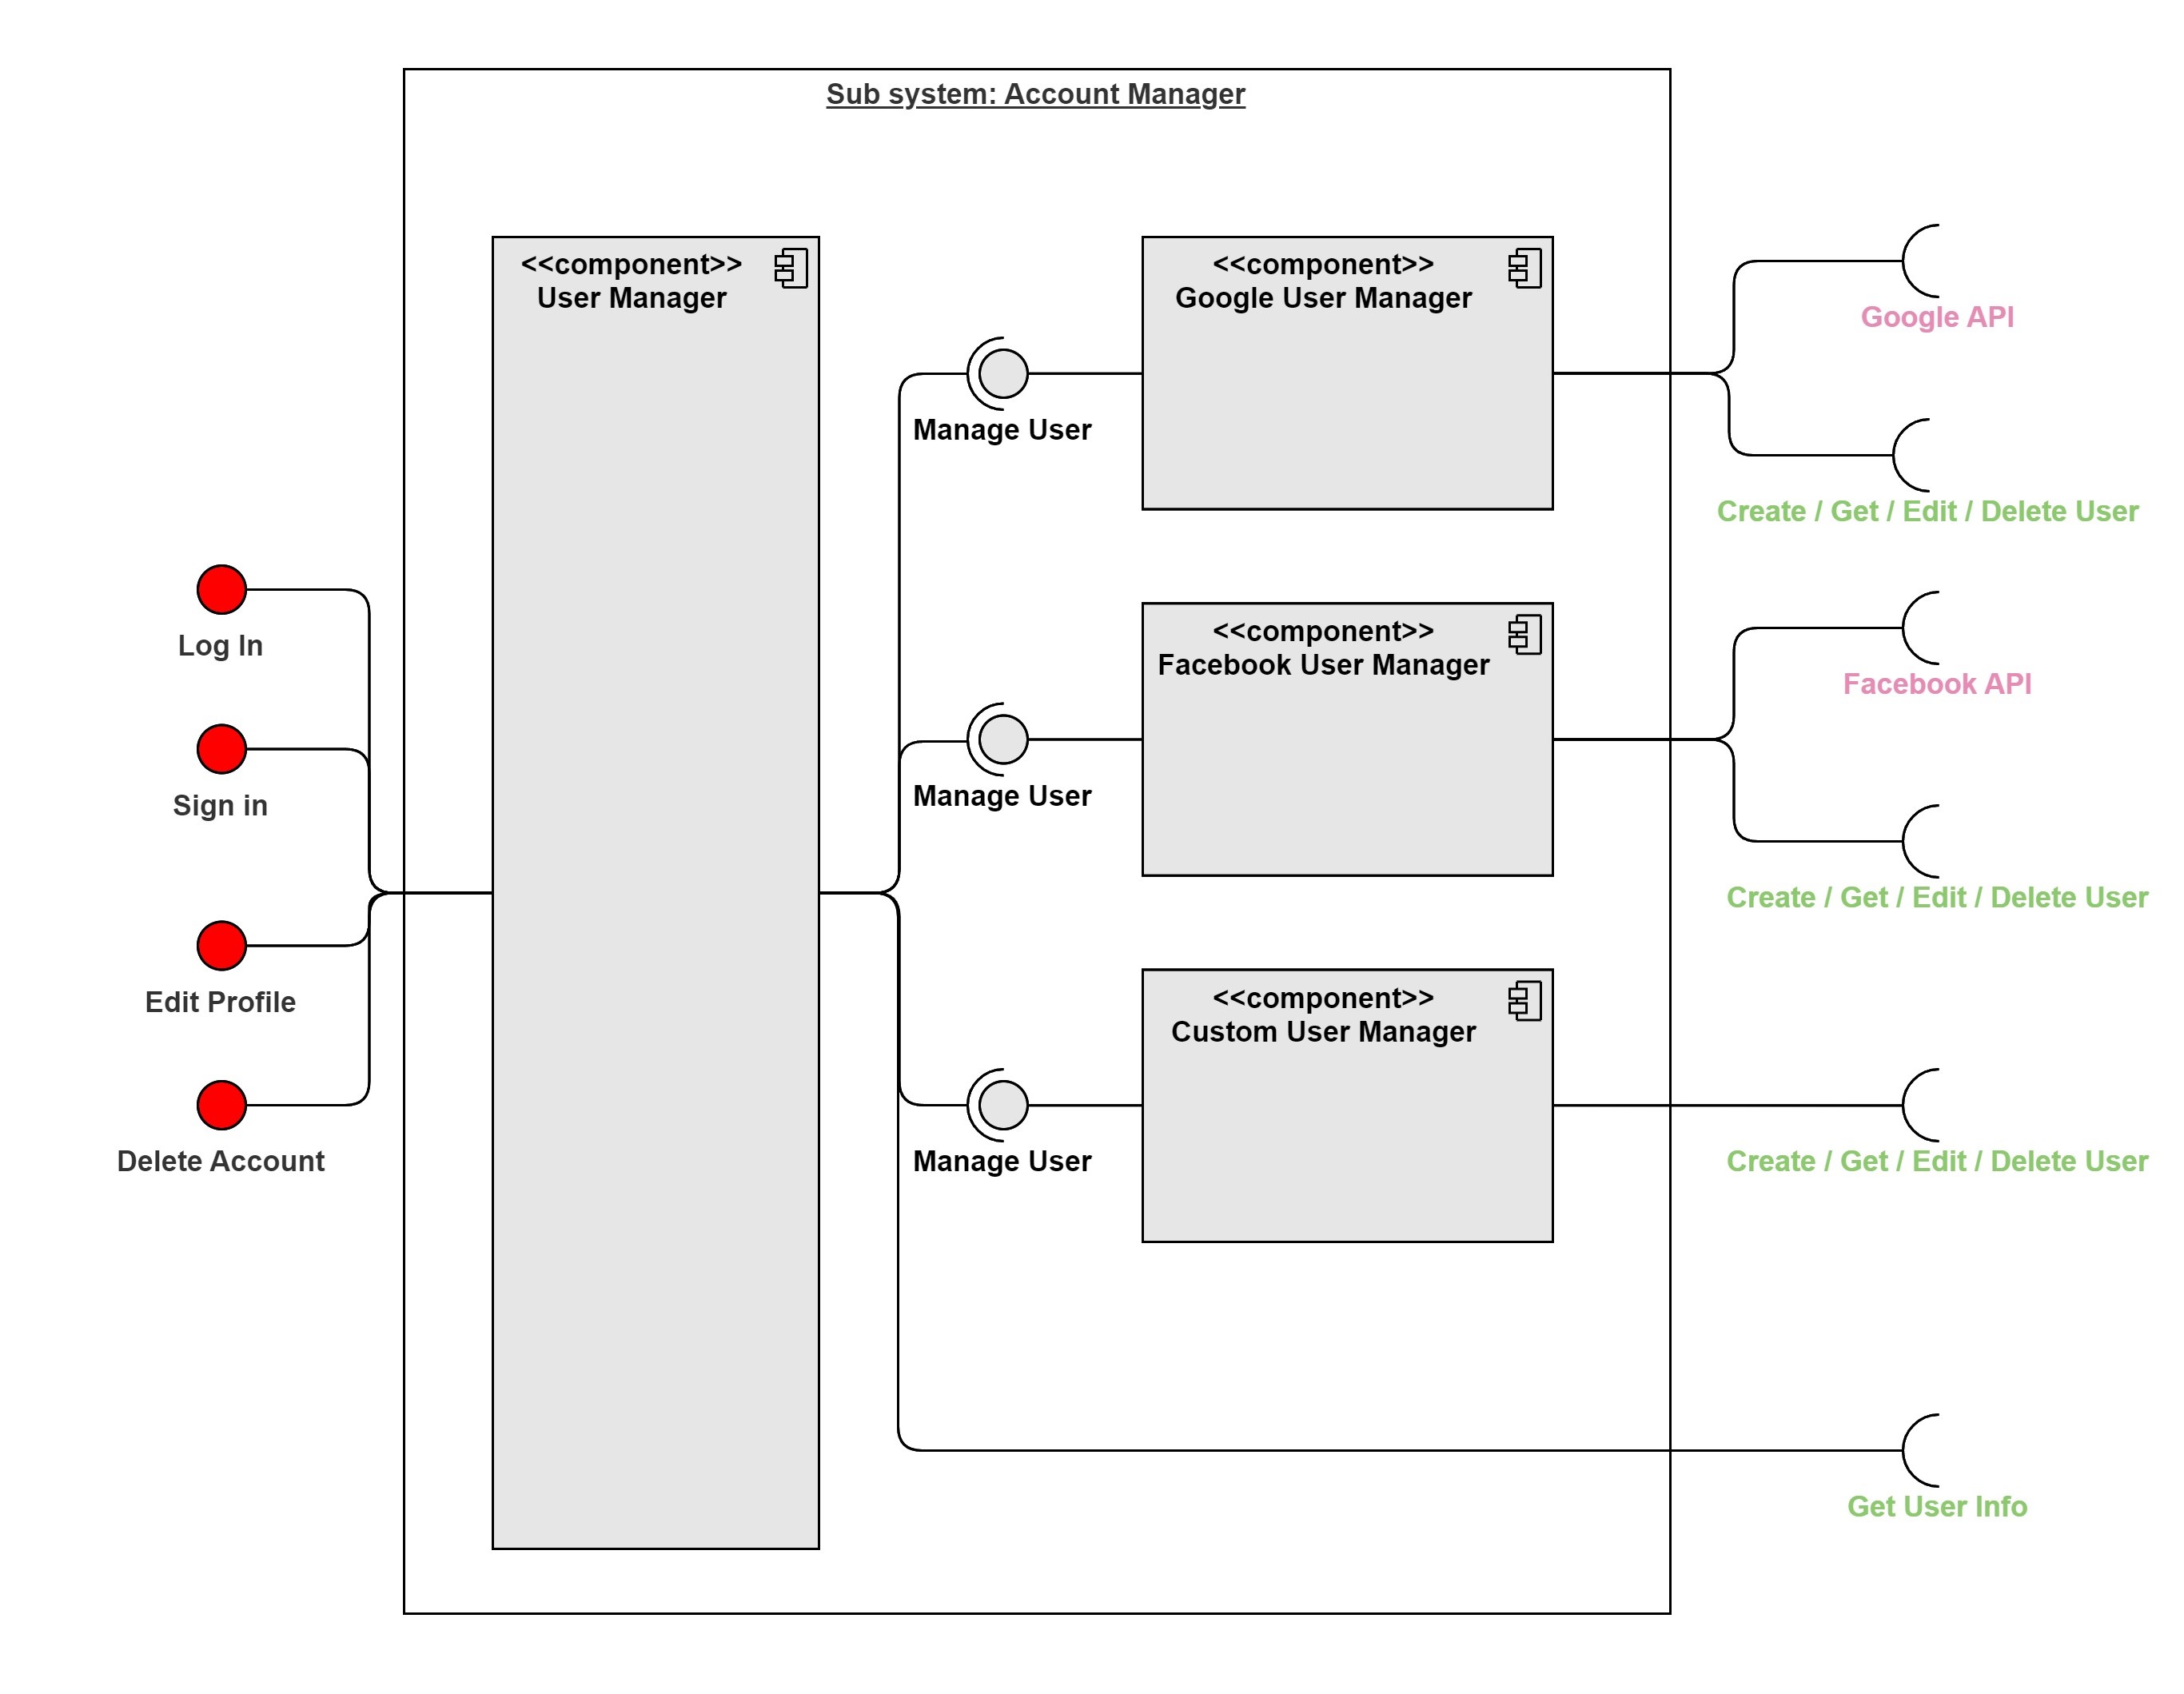 Sub system: Account Manager
<<component>>
User Manager
<<component>>
Google User Manager
Google API
Manage User
Create / Get / Edit / Delete User
Log In
<<component>>
Facebook User Manager
Facebook API
Sign in
Manage User
Create / Get / Edit / Delete User
Edit Profile
<<component>>
Custom User Manager
Delete Account
Manage User
Create / Get / Edit / Delete User
Get User Info